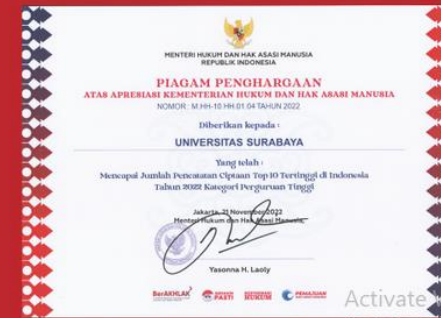 MENTERI HUKUM DAN HAK ASASI MANUSIA
REPUBLIK INDONESIA
PIAGAM PENGHARGAAN
ATAS APRESIASI KEMENTERIAN HUKUM DAN HAK ASASI MANUSIA
NOMOR : M.HH-10.HH.01.04 TAHUN 2022
Diberikan kepada :
UNIVERSITAS SURABAYA
Yang telah :
Mencapai Jumlah Pencatatan Ciptaan Top 10 Tertinggi di Indonesia
Tahun 2022 Kategori Perguruan Tinggi
Jakarta, 21 November 2022
Menteri Hukum dan Hak Asasi Manusia,
Yasonna H. Laoly
BerAKHLAK
PASTI
HUKUM
PEMAJUAN
Activate